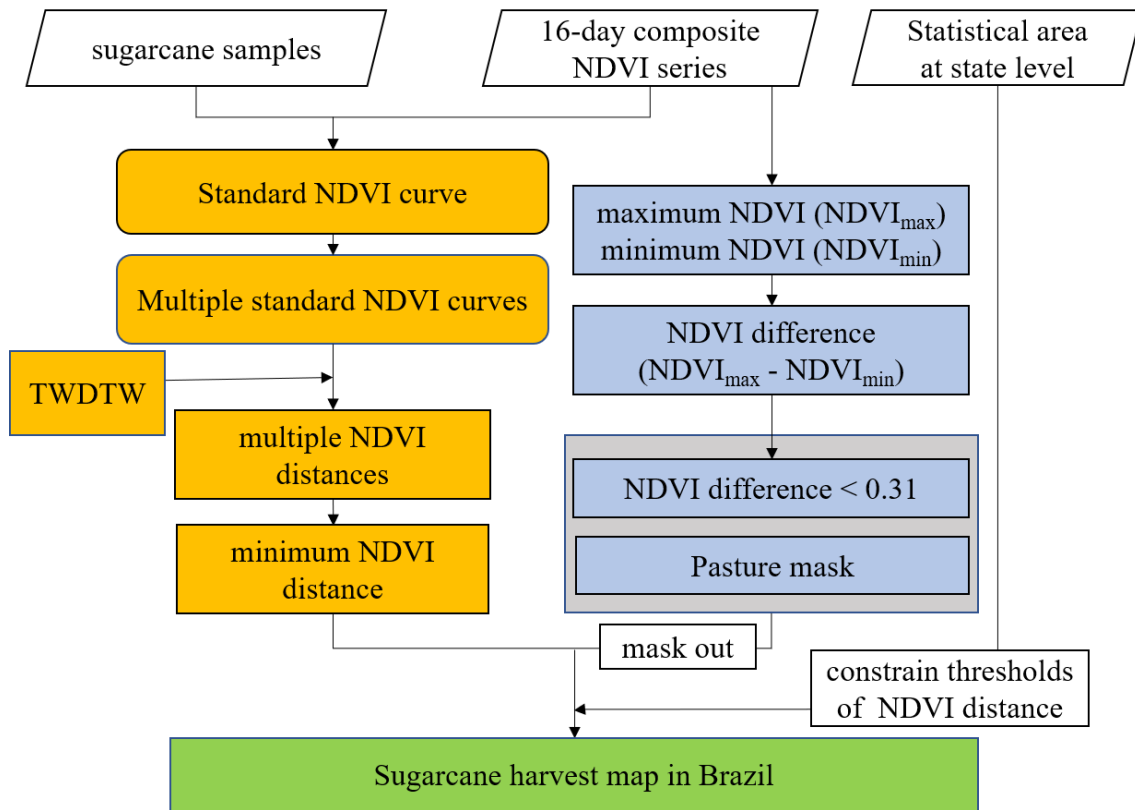 sugarcane samples
16-day composite
NDVI series
Statistical area
at state level
Standard NDVI curve
maximum NDVI (NDVImax)
minimum NDVI (NDVImin)
Multiple standard NDVI curves
NDVI difference
(NDVImax - NDVImin)
TWDTW
multiple NDVI
distances
NDVI difference < 0.31
minimum NDVI
distance
Pasture mask
mask out
constrain thresholds
of NDVI distance
Sugarcane harvest map in Brazil